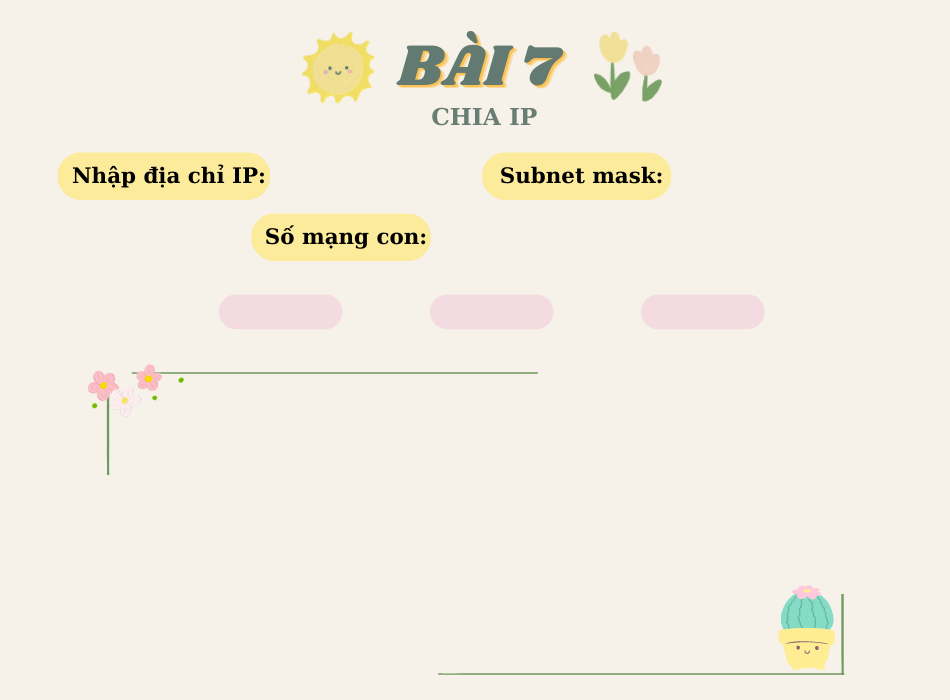 BÀI 7
CHIA IP
Nhập địa chỉ IP:
Subnet mask:
Số mạng con: